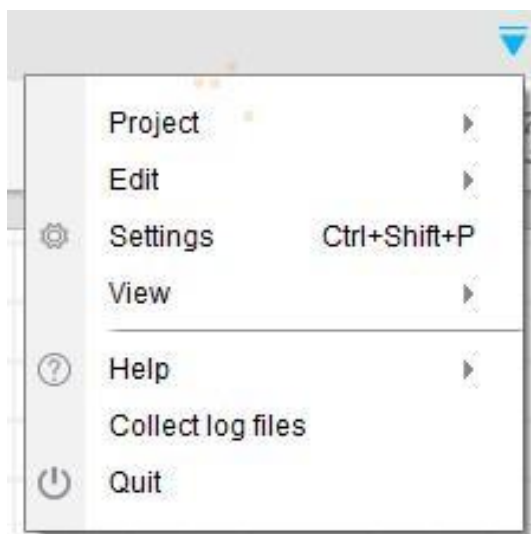 Project
Edit
Settings Ctrl+Shift+P
View
Help
Collect log files
Quit